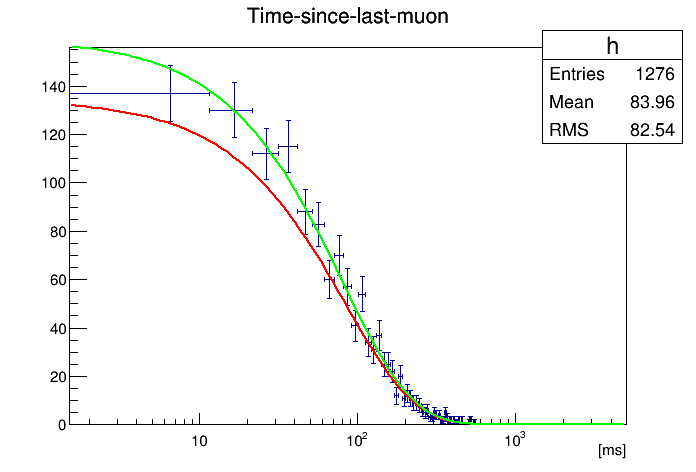 Time-since-last-muon
h
Entries 1276
Mean 83.96
RMS 82.54
140
120
100
80
60
40
20
0
10 10² 10³
[ms]